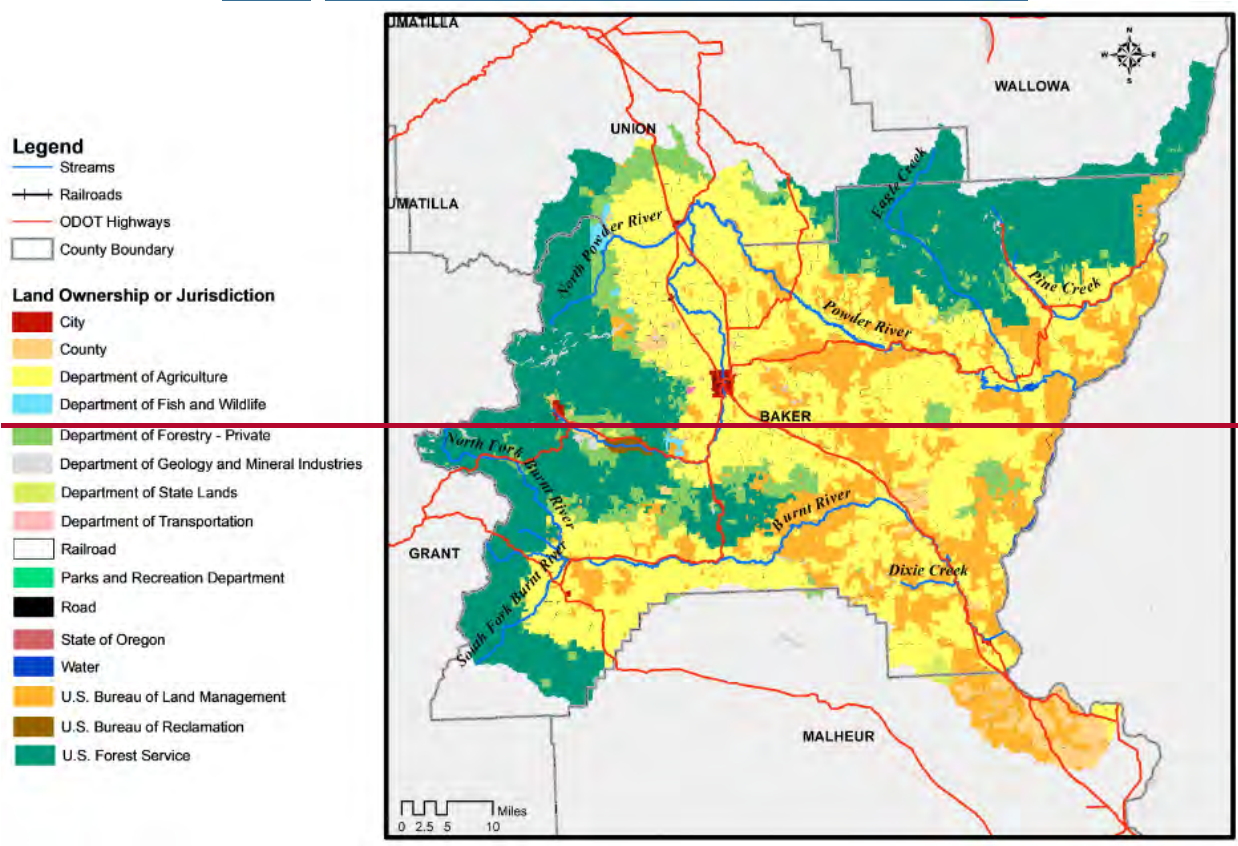 UMATILLA
WALLOWA
N
W
E
S
UNION
UMATILLA
Eagle Creek
North Powder River
Pine Creek
Powder River
BAKER
North Fork Burnt River
Burnt River
GRANT
Dixie Creek
South Fork Burnt River
MALHEUR
Miles
0 2.5 5 10
Legend
Streams
Railroads
ODOT Highways
County Boundary
Land Ownership or Jurisdiction
City
County
Department of Agriculture
Department of Fish and Wildlife
Department of Forestry - Private
Department of Geology and Mineral Industries
Department of State Lands
Department of Transportation
Railroad
Parks and Recreation Department
Road
State of Oregon
Water
U.S. Bureau of Land Management
U.S. Bureau of Reclamation
U.S. Forest Service